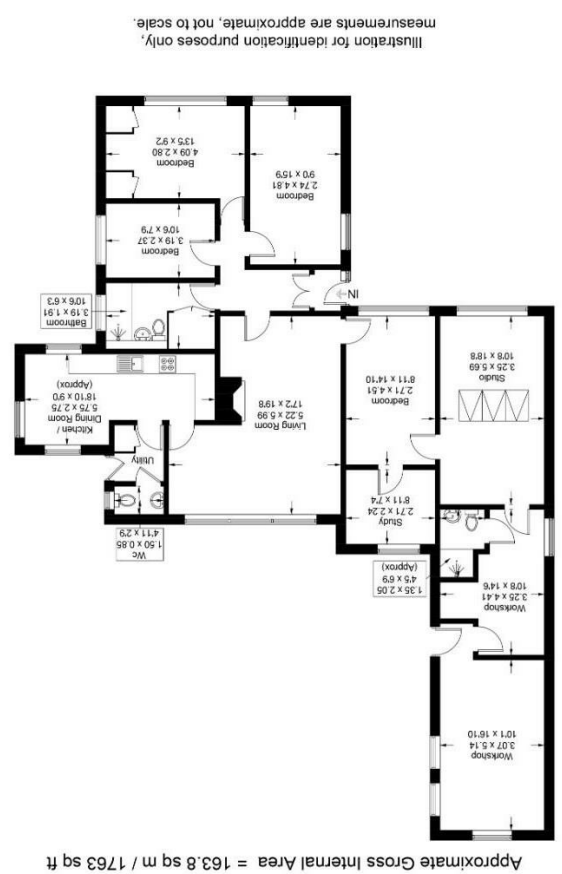 Approximate Gross Internal Area = 163.8 sq m / 1763 sq ft
Workshop
3.07 x 5.14
10'1 x 16'10
Workshop
3.25 x 4.41
10'8 x 14'6
1.35 x 2.05
4'5 x 6'9
(Approx)
Study
2.71 x 2.24
8'11 x 7'4
Wc
1.50 x 0.85
4'11 x 2'9
Utility
Studio
3.25 x 5.69
10'8 x 18'8
Bedroom
2.71 x 4.51
8'11 x 14'10
Living Room
5.22 x 5.99
17'2 x 19'8
Kitchen /
Dining Room
5.75 x 2.75
18'10 x 9'0
(Approx)
Bathroom
3.19 x 1.91
10'6 x 6'3
IN
Bedroom
3.19 x 2.37
10'6 x 7'9
Bedroom
2.74 x 4.81
9'0 x 15'9
Bedroom
4.09 x 2.80
13'5 x 9'2
Illustration for identification purposes only,
measurements are approximate, not to scale.